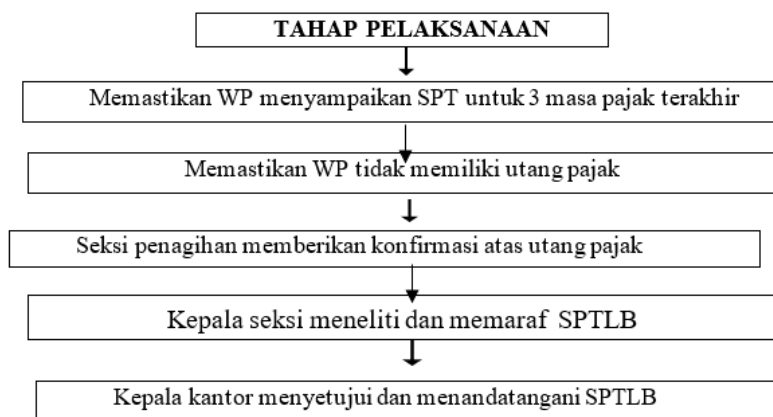 TAHAP PELAKSANAAN
Memastikan WP menyampaikan SPT untuk 3 masa pajak terakhir
Memastikan WP tidak memiliki utang pajak
Seksi penagihan memberikan konfirmasi atas utang pajak
Kepala seksi meneliti dan memaraf SPTLB
Kepala kantor menyetujui dan menandatangani SPTLB